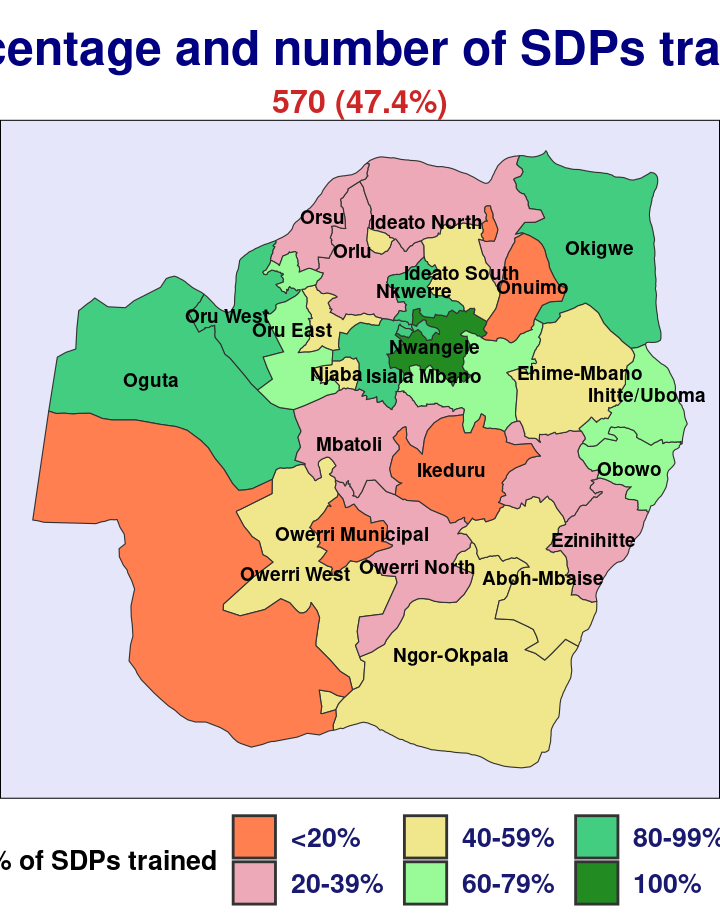 centage and number of SDPs tra
570 (47.4%)
Orsu
Ideato North
Orlu
Okigwe
Ideato South
Nkwerre
Onuimo
Oru West
Oru East
Nwangele
Oguta
Njaba
Isiala Mbano
Ehime-Mbano
Ihitte/Uboma
Mbatoli
Ikeduru
Obowo
Owerri Municipal
Ezinihitte
Owerri West
Owerri North
Aboh-Mbaise
Ngor-Okpala
% of SDPs trained
<20%
40-59%
80-99%
20-39%
60-79%
100%